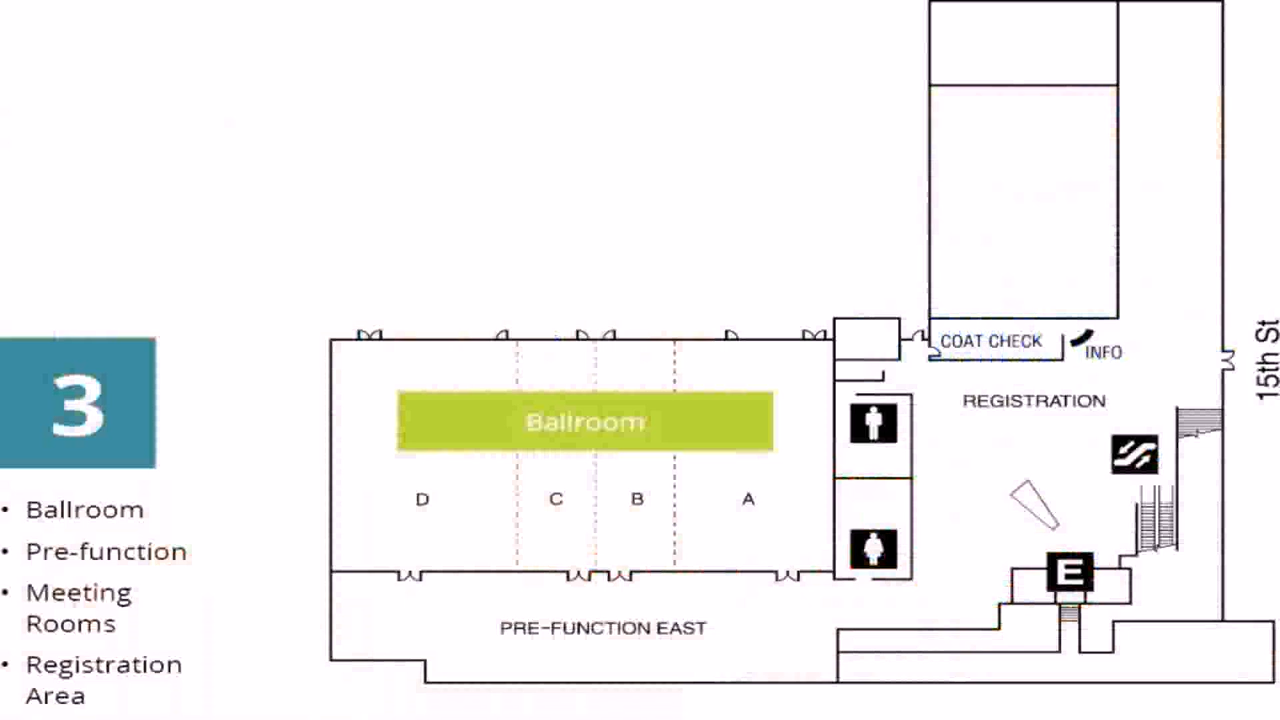 3
• Ballroom
• Pre-function
• Meeting
Rooms
• Registration
Area
Ballroom
D
C
B
A
PRE-FUNCTION EAST
COAT CHECK
INFO
REGISTRATION
E
15th St